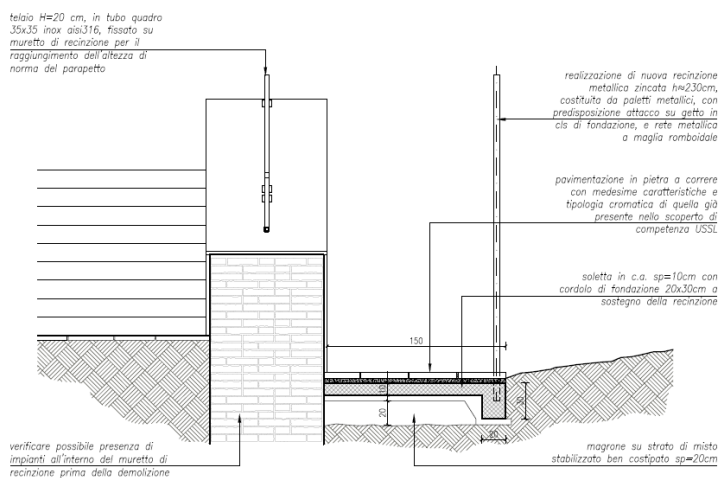 telaio H=20 cm, in tubo quadro
35x35 inox aisi316, fissato su
muretto di recinzione per il
raggiungimento dell'altezza di
norma del parapetto
realizzazione di nuova recinzione
metallica zincata h≈230cm,
costituita da paletti metallici, con
predisposizione attacco su getto in
cls di fondazione, e rete metallica
a maglia romboidale
pavimentazione in pietra a correre
con medesime caratteristiche e
tipologia cromatica di quella già
presente nello scoperto di
competenza USSL
soletta in c.a. sp=10cm con
cordolo di fondazione 20x30cm a
sostegno della recinzione
150
10
20
30
20
verificare possibile presenza di
impianti all'interno del muretto di
recinzione prima della demolizione
magrone su strato di misto
stabilizzato ben costipato sp=20cm